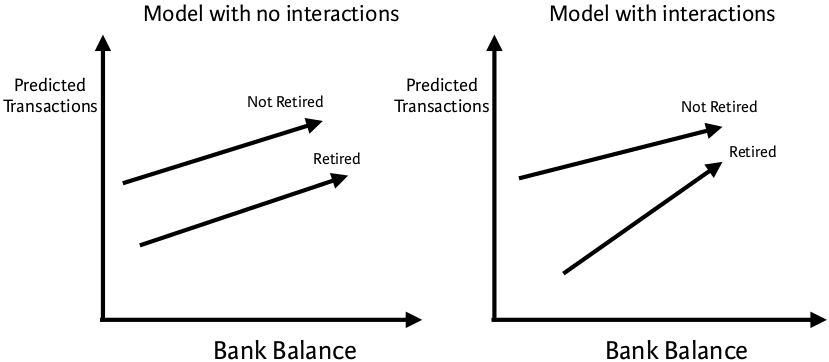 Model with no interactions
Predicted
Transactions
Not Retired
Retired
Bank Balance
Model with interactions
Predicted
Transactions
Not Retired
Retired
Bank Balance